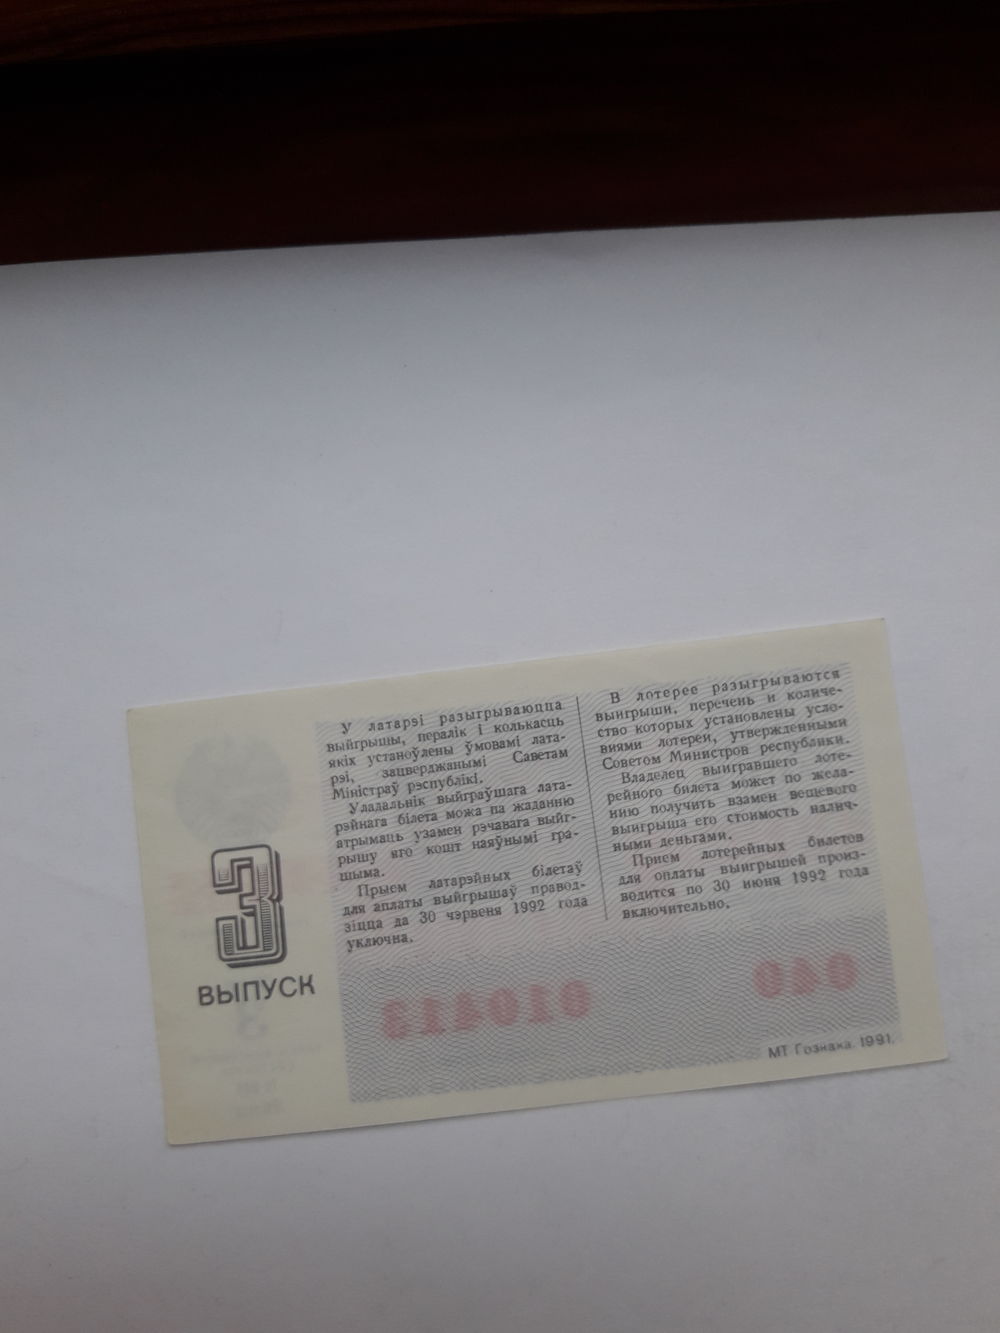 У латарэі разыгрываюцца
выйгрышы, пералік і колькасць
якіх устаноўлены ўмовамі лата-
рэі, зацверджанымі Саветам
Міністраў рэспублікі.
Уладальнік выйграўшага лата-
рэйнага білета можа па жаданню
атрымаць узамен рэчавага выйг-
рышу яго кошт наяўнымі гра-
шыма.
Прыем латарэйных білетаў
для аплаты выйгрышаў правод-
зіцца да 30 чэрвеня 1992 года
уключна.
В лотерее разыгрываются
выигрыши, перечень и количе-
ство которых установлены усло-
виями лотереи, утвержденными
Советом Министров республики.
Владелец выигравшего лоте-
рейного билета может по жела-
нию получить взамен вещевого
выигрыша его стоимость налич-
ными деньгами.
Прием лотерейных билетов
для оплаты выигрышей произ-
водится по 30 июня 1992 года
включительно.
3
ВЫПУСК
МТ Гознака. 1991.